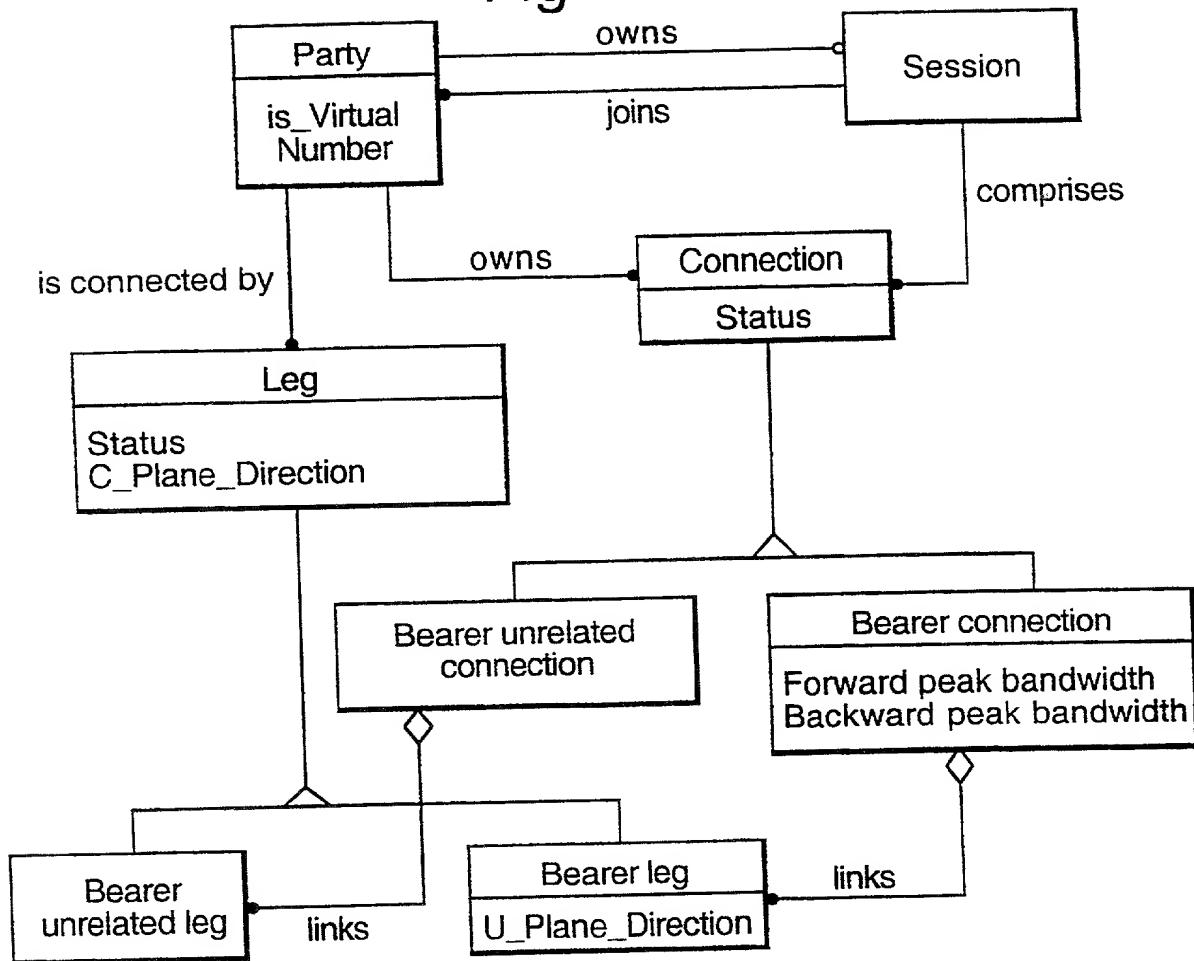 Party
is_Virtual
Number
owns
joins
Session
comprises
is connected by
owns
Connection
Status
Leg
Status
C_Plane_Direction
Bearer unrelated
connection
Bearer connection
Forward peak bandwidth
Backward peak bandwidth
Bearer
unrelated leg
links
Bearer leg
U_Plane_Direction
links